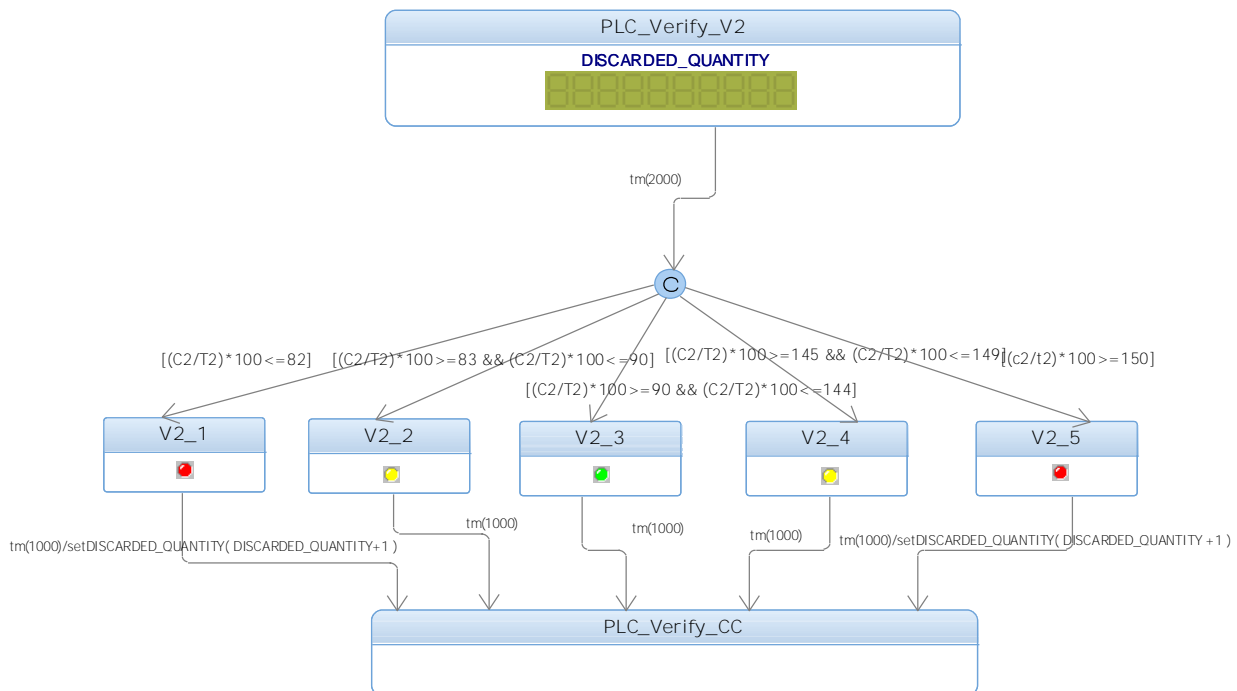 PLC_Verify_V2
DISCARDED_QUANTITY
tm(2000)
C
[(C2/T2)*100<=82]
[(C2/T2)*100>=83 && (C2/T2)*100<=90]
[(C2/T2)*100>=145 && (C2/T2)*100<=149]
[(c2/t2)*100>=150]
[(C2/T2)*100>=90 && (C2/T2)*100<=144]
V2_1
V2_2
V2_3
V2_4
V2_5
tm(1000)/setDISCARDED_QUANTITY( DISCARDED_QUANTITY+1 )
tm(1000)
tm(1000)
tm(1000)
tm(1000)/setDISCARDED_QUANTITY( DISCARDED_QUANTITY +1 )
PLC_Verify_CC